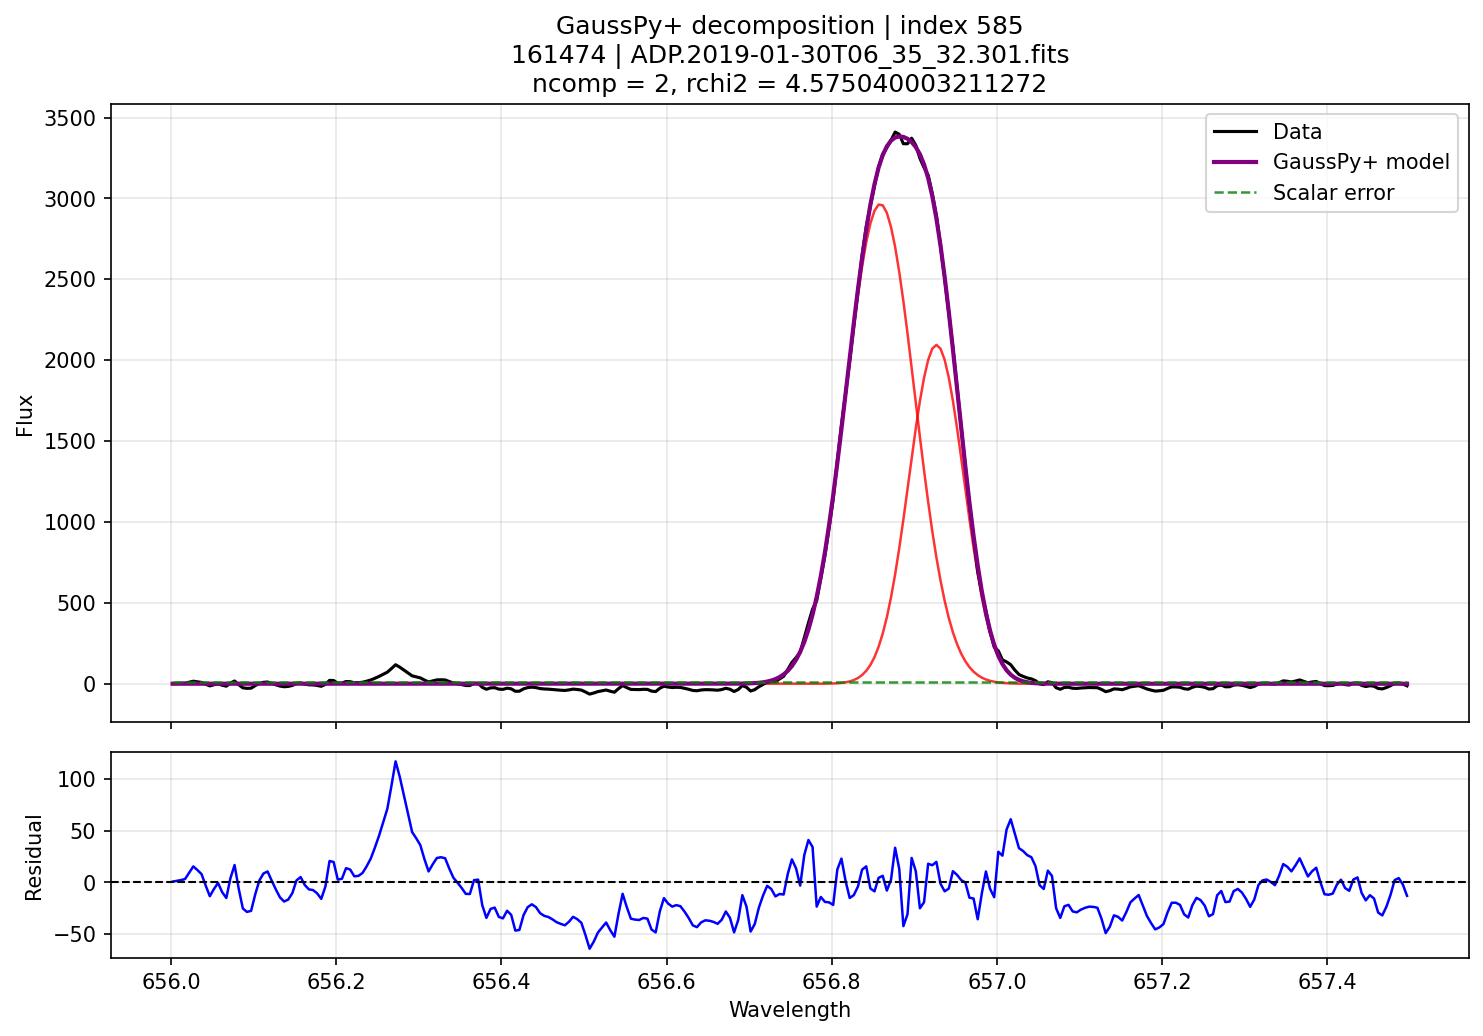 GaussPy+ decomposition | index 585
161474 | ADP.2019-01-30T06_35_32.301.fits
ncomp = 2, rchi2 = 4.575040003211272
Data
GaussPy+ model
Scalar error
3500
3000
2500
2000
1500
1000
500
0
Flux
100
50
0
−50
Residual
656.0 656.2 656.4 656.6 656.8 657.0 657.2 657.4
Wavelength